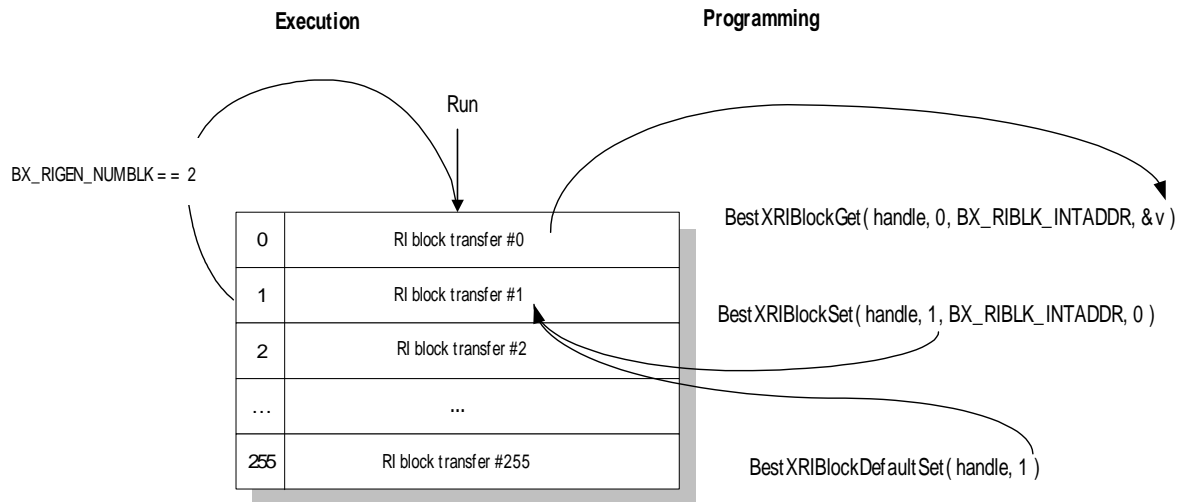 Execution
Programming
Run
BX_RIGEN_NUMBLK == 2
0 RI block transfer #0
BestXRIBlockGet( handle, 0, BX_RIBLK_INTADDR, &v )
1 RI block transfer #1
BestXRIBlockSet( handle, 1, BX_RIBLK_INTADDR, 0 )
2 RI block transfer #2
... ...
255 RI block transfer #255
BestXRIBlockDefaultSet( handle, 1 )